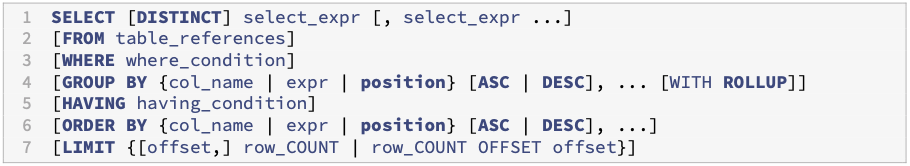 1 SELECT [DISTINCT] select_expr [, select_expr ...]
2 [FROM table_references]
3 [WHERE where_condition]
4 [GROUP BY {col_name | expr | position} [ASC | DESC], ... [WITH ROLLUP]]
5 [HAVING having_condition]
6 [ORDER BY {col_name | expr | position} [ASC | DESC], ...]
7 [LIMIT {[offset,] row_COUNT | row_COUNT OFFSET offset}]